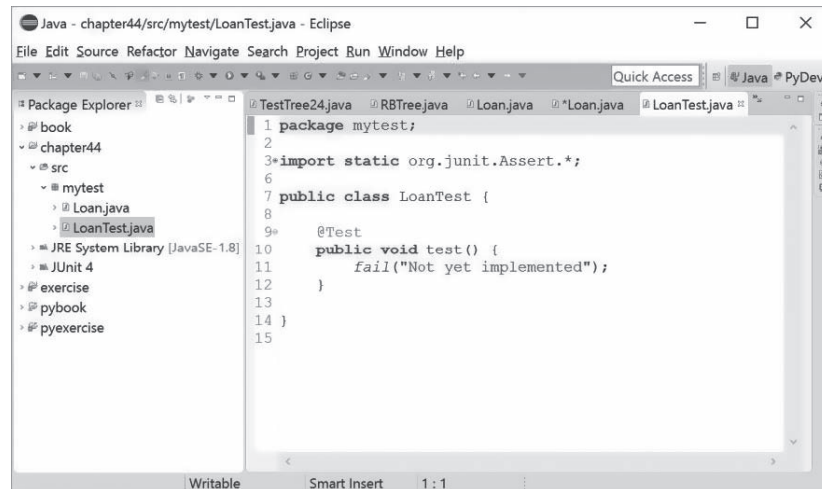 Java - chapter44/src/mytest/LoanTest.java - Eclipse
File Edit Source Refactor Navigate Search Project Run Window Help
Quick Access
Java
PyDev
Package Explorer
book
chapter44
src
mytest
Loan.java
LoanTest.java
JRE System Library [JavaSE-1.8]
JUnit 4
exercise
pybook
pyexercise
TestTree24.java RBTree.java Loan.java *Loan.java LoanTest.java
1 package mytest;
2
3 import static org.junit.Assert.*;
6
7 public class LoanTest {
8
9 @Test
10 public void test() {
11 fail("Not yet implemented");
12 }
13
14 }
15
Writable Smart Insert 1 : 1